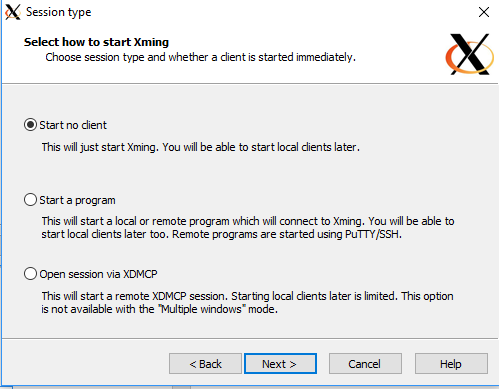 Session type
Select how to start Xming
Choose session type and whether a client is started immediately.
Start no client
This will just start Xming. You will be able to start local clients later.
Start a program
This will start a local or remote program which will connect to Xming. You will be able to
start local clients later too. Remote programs are started using PuTTY/SSH.
Open session via XDMCP
This will start a remote XDMCP session. Starting local clients later is limited. This option
is not available with the "Multiple windows" mode.
< Back Next > Cancel Help